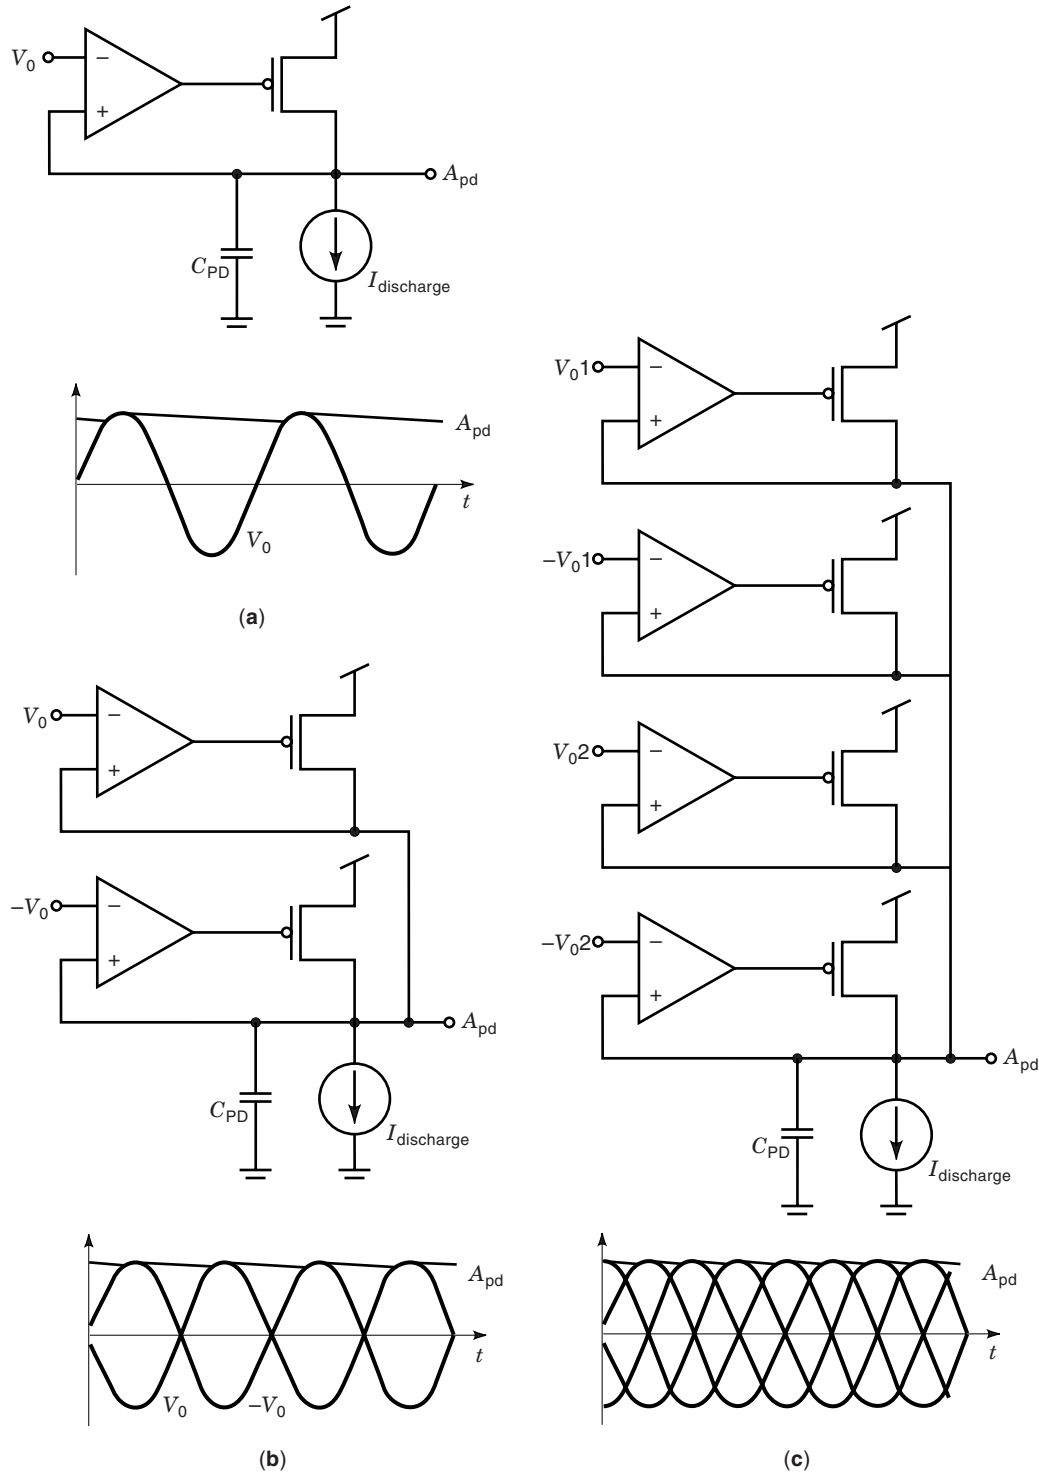 V0
−
+
Apd
CPD
Idischarge
Apd
t
V0
(a)
V0
−
+
−V0
−
+
Apd
CPD
Idischarge
Apd
t
V0
−V0
(b)
V01
−
+
−V01
−
+
V02
−
+
−V02
−
+
Apd
CPD
Idischarge
Apd
t
(c)